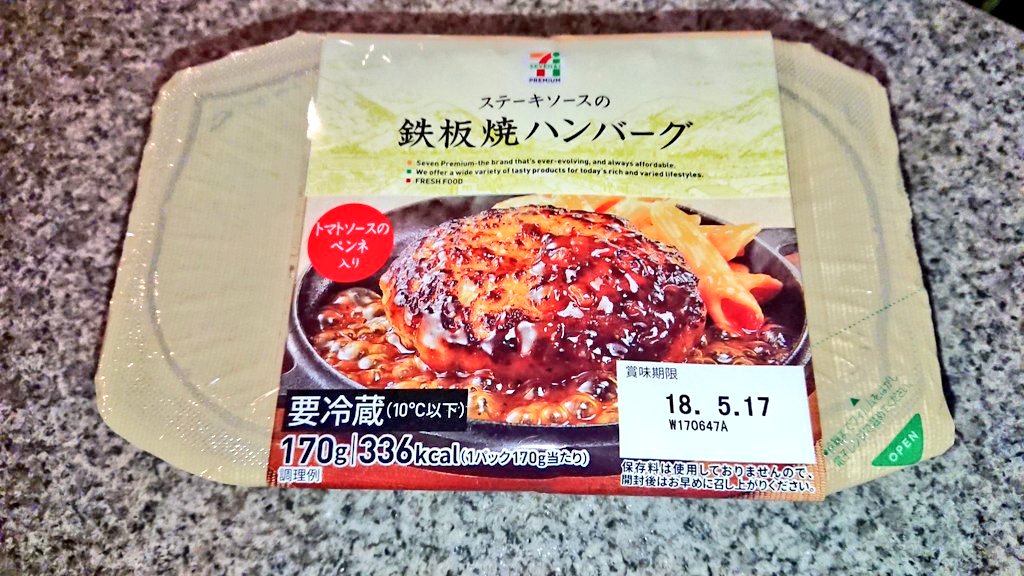 SEVEN&i
PREMIUM
ステーキソースの
鉄板焼ハンバーグ
Seven Premium-the brand that's ever-evolving, and always affordable.
We offer a wide variety of tasty products for today's rich and varied lifestyles.
FRESH FOOD
トマトソースの
ペンネ
入り
賞味期限
18. 5.17
W170647A
要冷蔵(10℃以下)
170g 336kcal(1パック170g当たり)
調理例
保存料は使用しておりませんので、
開封後はお早めに召し上がりください。
OPEN